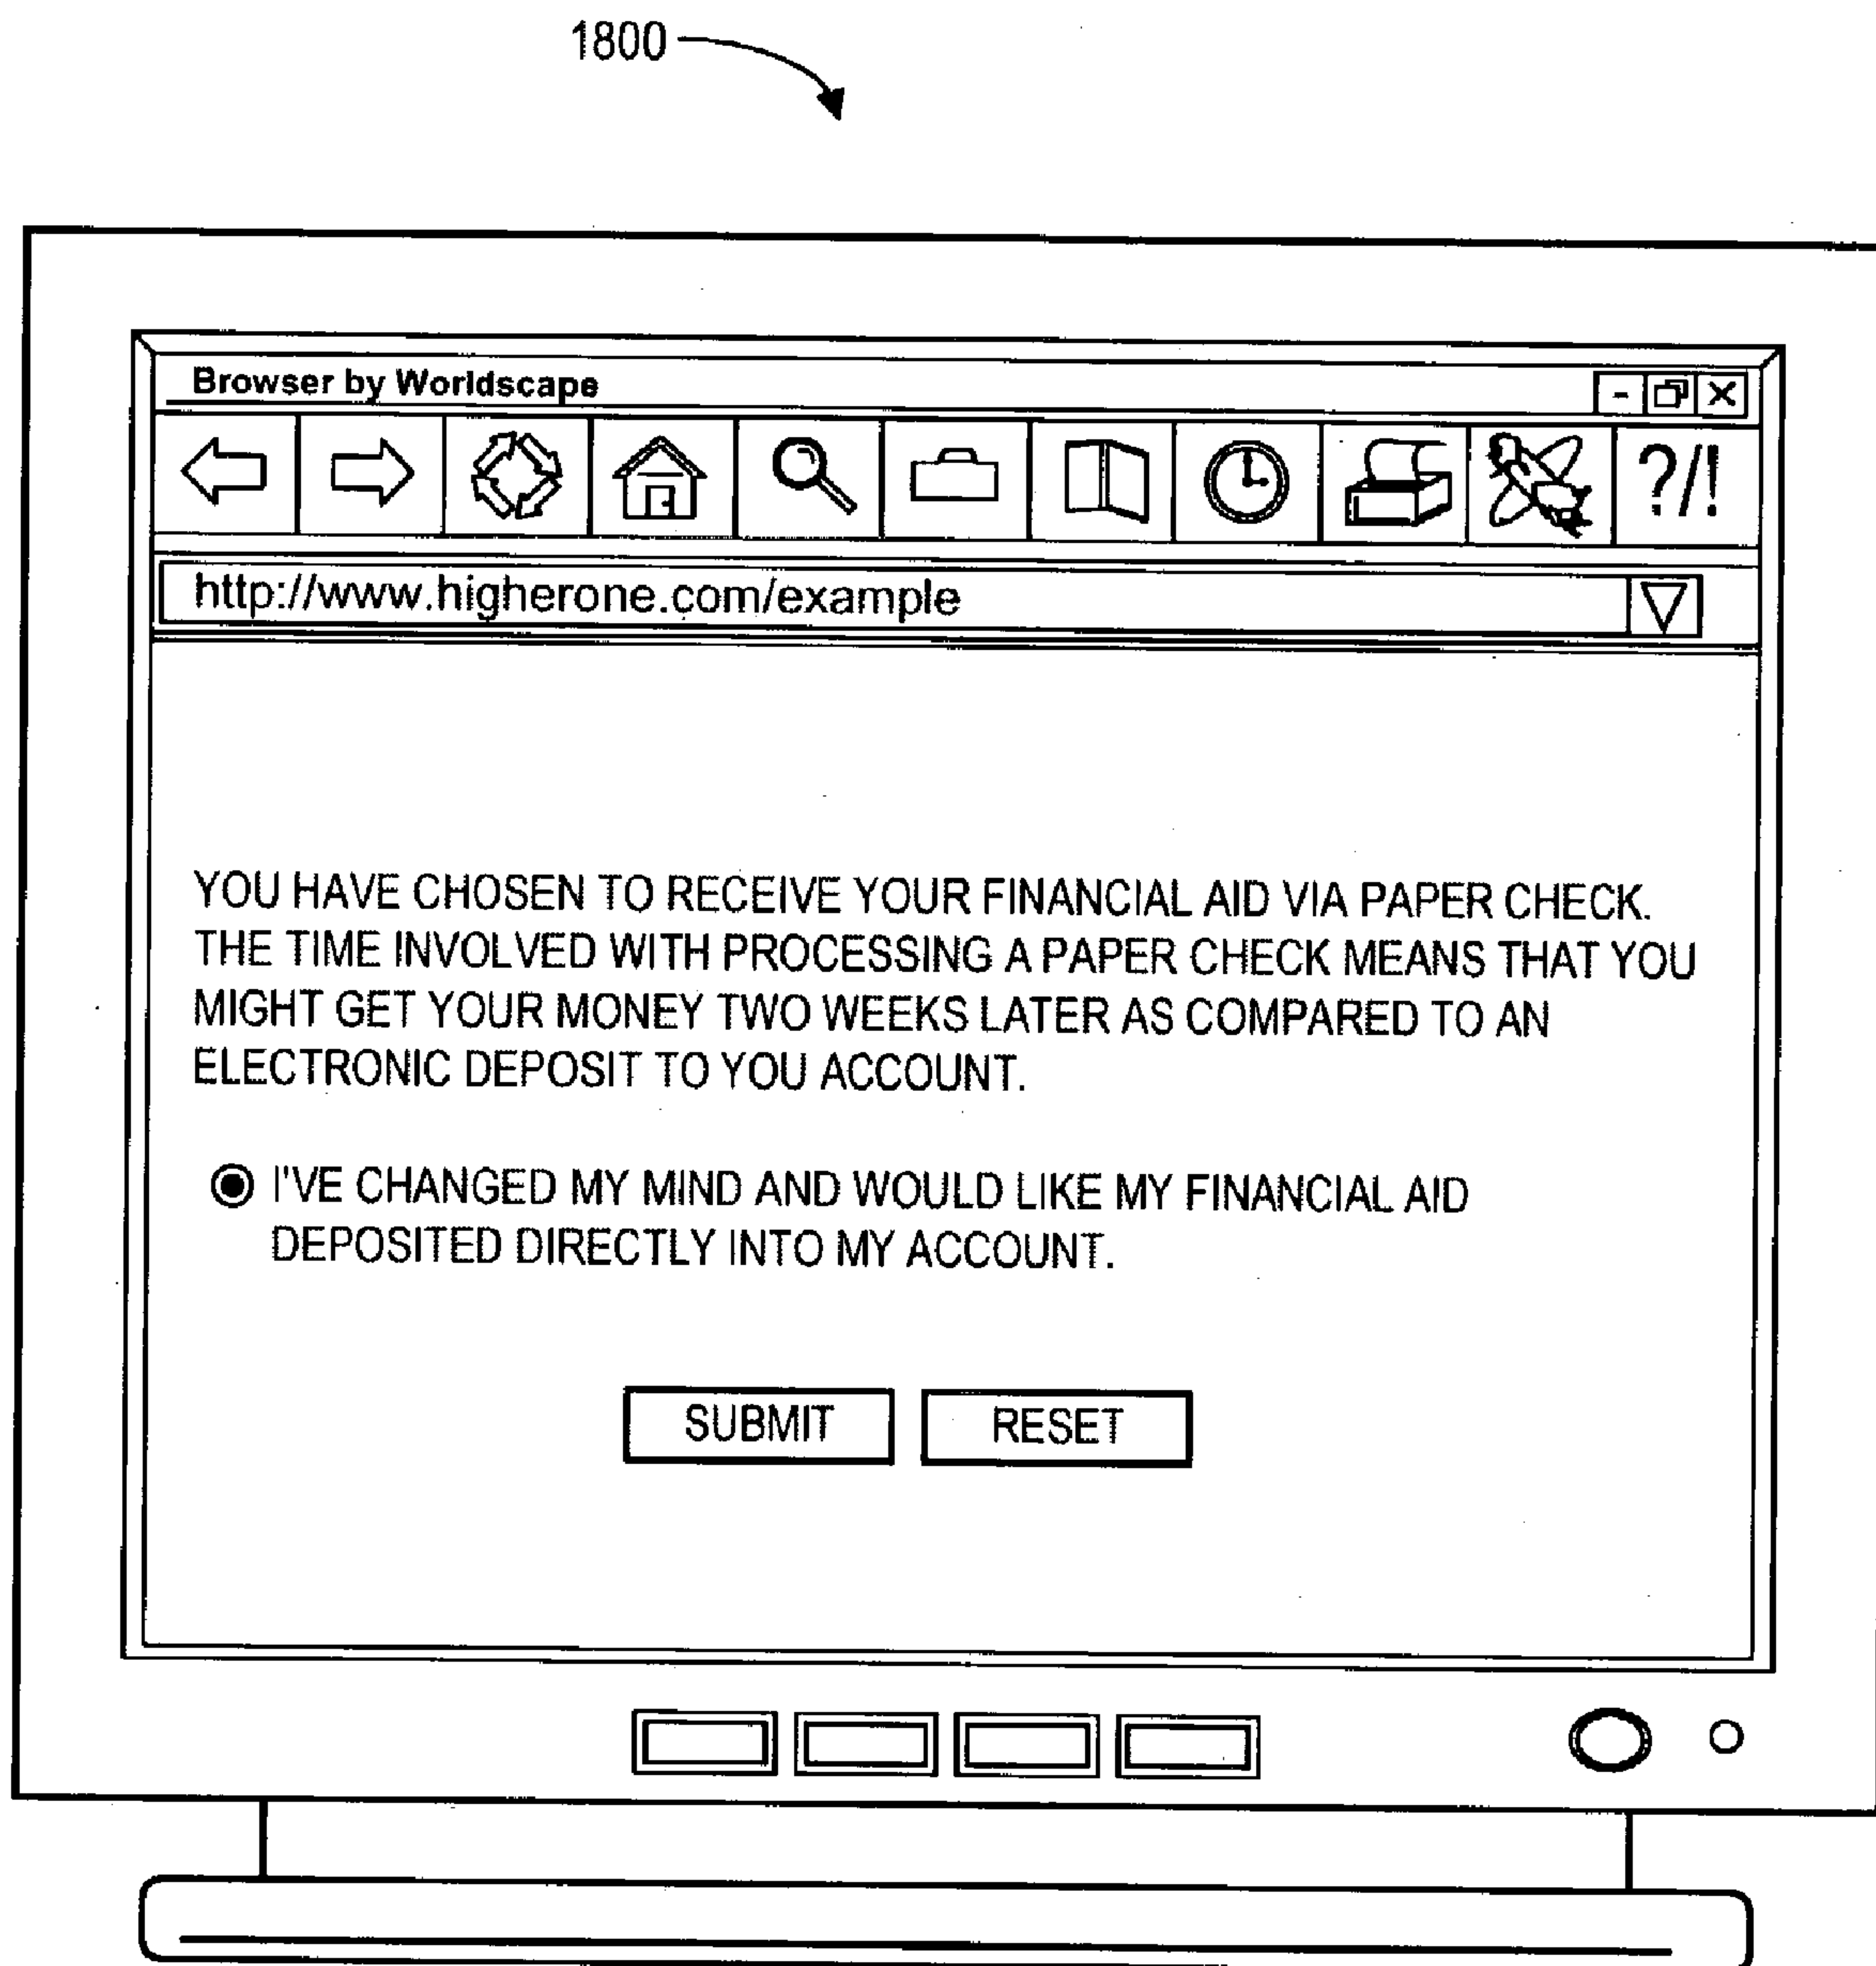 1800
Browser by Worldscape
- X
?/!
http://www.higherone.com/example
YOU HAVE CHOSEN TO RECEIVE YOUR FINANCIAL AID VIA PAPER CHECK.
THE TIME INVOLVED WITH PROCESSING A PAPER CHECK MEANS THAT YOU
MIGHT GET YOUR MONEY TWO WEEKS LATER AS COMPARED TO AN
ELECTRONIC DEPOSIT TO YOU ACCOUNT.
I'VE CHANGED MY MIND AND WOULD LIKE MY FINANCIAL AID
DEPOSITED DIRECTLY INTO MY ACCOUNT.
SUBMIT RESET